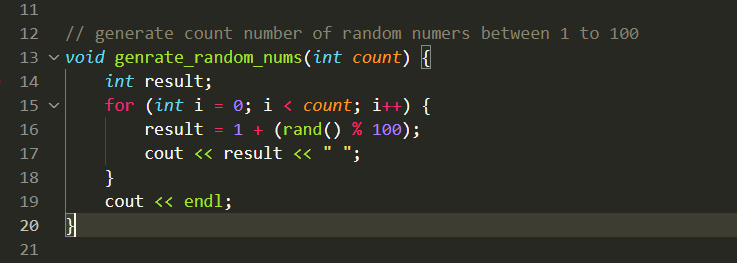 11
12 // generate count number of random numers between 1 to 100
13 void genrate_random_nums(int count) {
14     int result;
15     for (int i = 0; i < count; i++) {
16         result = 1 + (rand() % 100);
17         cout << result << " ";
18     }
19     cout << endl;
20 }
21